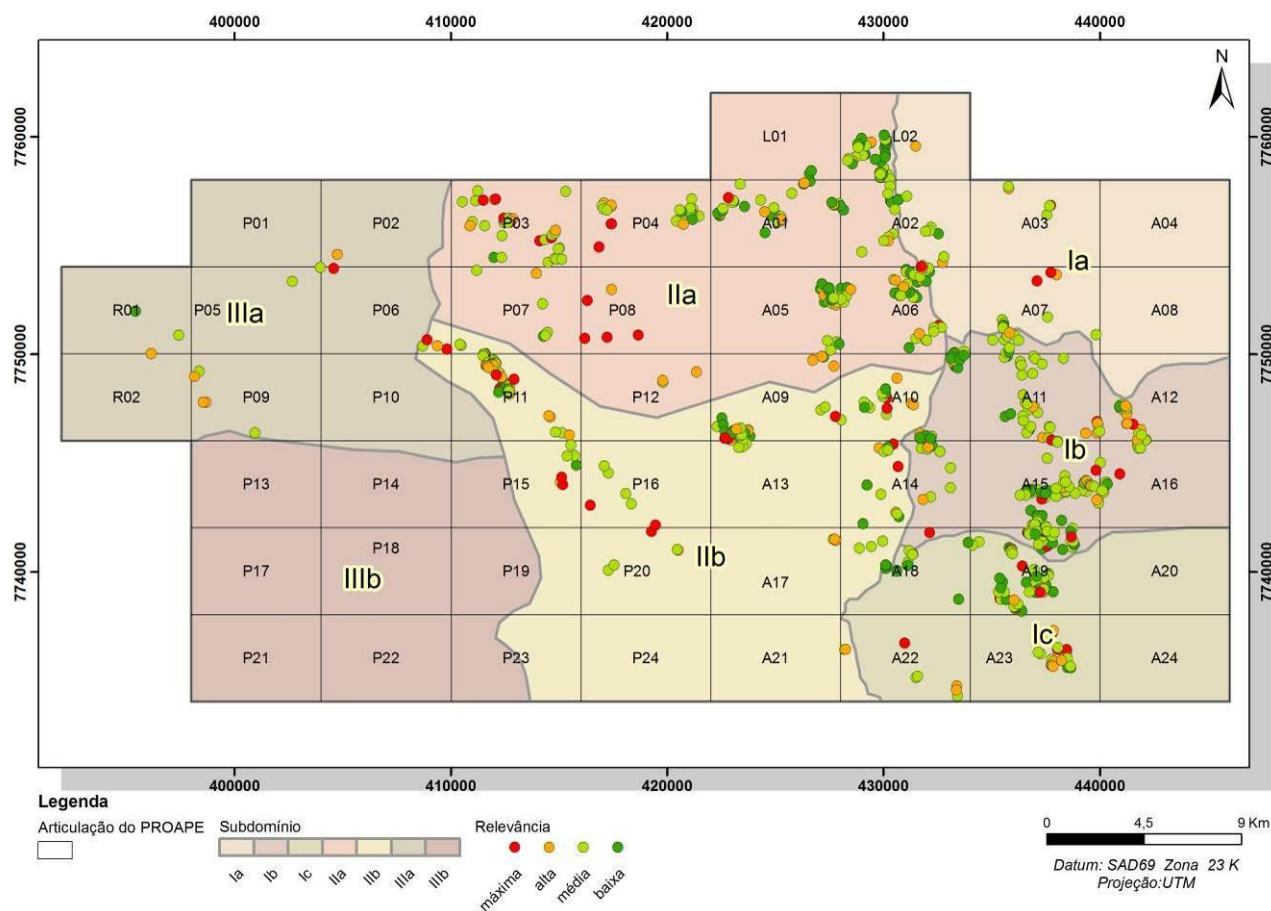 400000 410000 420000 430000 440000
N
7760000 7760000
L01 L02
P01 P02 P03 P04 A01 A02 A03 A04
Ia
IIa
R01 P05 IIIa P06 P07 P08 A05 A06 A07 A08
7750000 7750000
R02 P09 P10 P11 P12 A09 A10 A11 A12
Ib
P13 P14 P15 P16 A13 A14 A15 A16
P18
IIb
7740000 7740000
P17 IIIb P19 P20 A17 A18 A19 A20
Ic
P21 P22 P23 P24 A21 A22 A23 A24
400000 410000 420000 430000 440000
Legenda
Articulação do PROAPE
Subdomínio
Ia Ib Ic IIa IIb IIIa IIIb
Relevância
máxima alta média baixa
0 4,5 9 Km
Datum: SAD69 Zona 23 K
Projeção:UTM